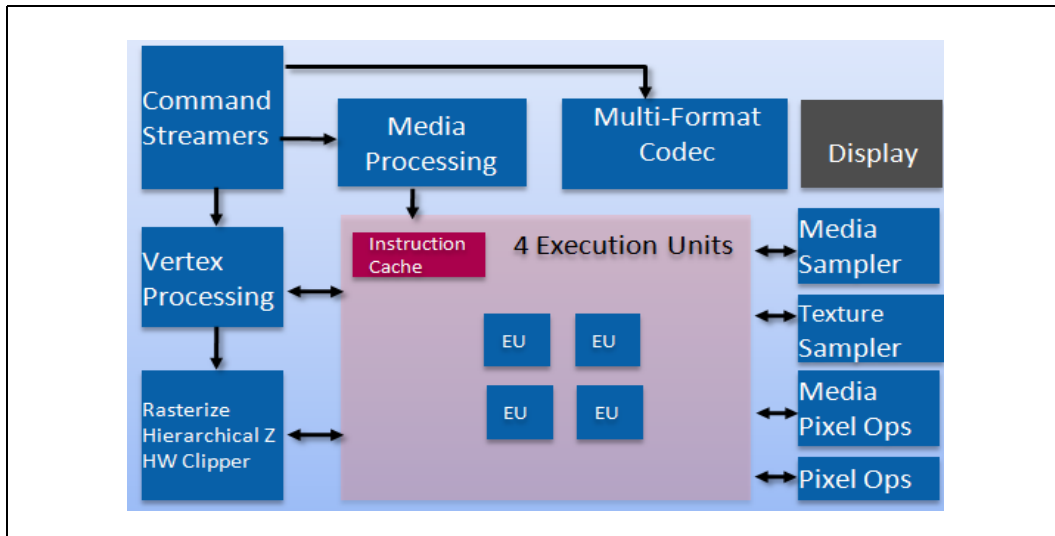 Command
Streamers
Media
Processing
Multi-Format
Codec
Display
Vertex
Processing
Instruction
Cache
4 Execution Units
Media
Sampler
EU
EU
Texture
Sampler
Rasterize
Hierarchical Z
HW Clipper
EU
EU
Media
Pixel Ops
Pixel Ops